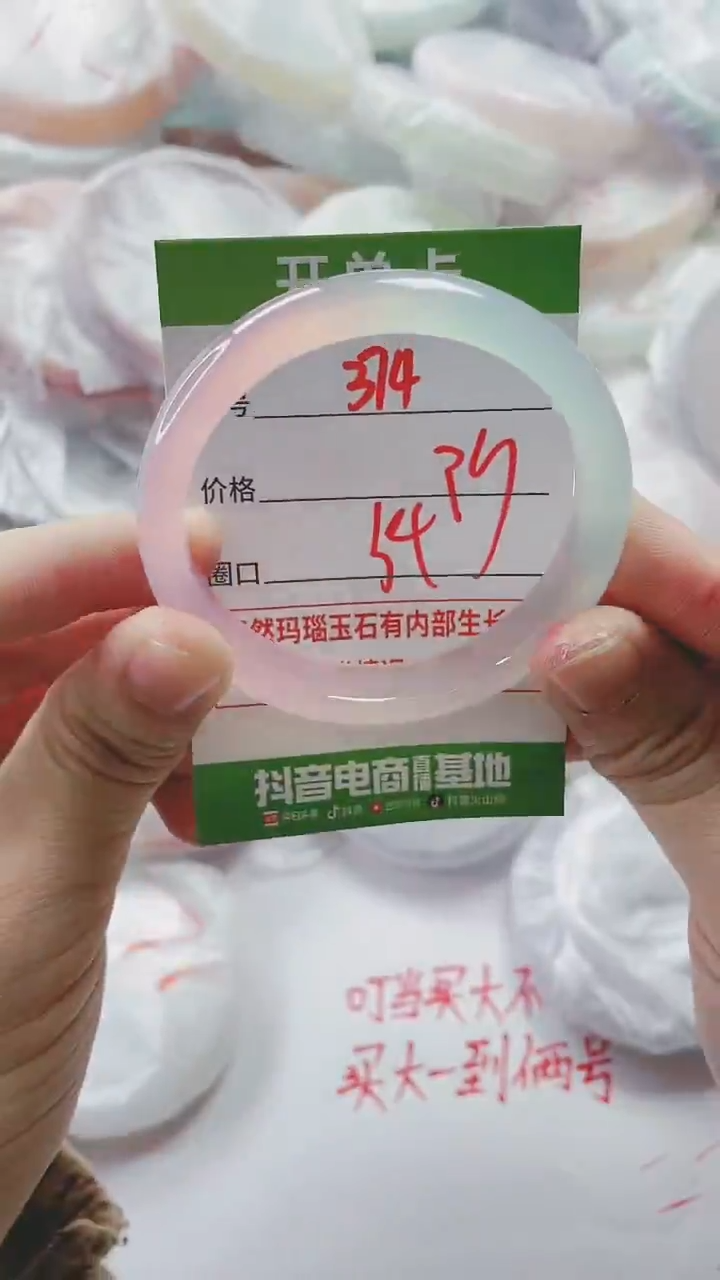 开单卡
号 374
价格
圈口 54
然玛瑙玉石有内部生长
抖音电商直播基地
叮当买大不
买大一到俩号